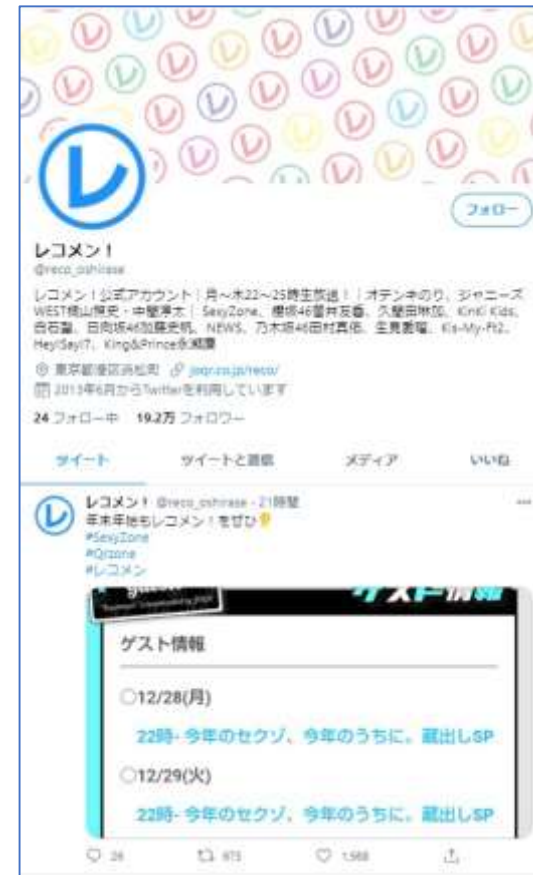 レ
フォロー
レコメン！
@reco_oshirase
レコメン！公式アカウント｜月～木22～25時生放送！｜オテンキのり、ジャニーズ
WEST桐山照史・中間淳太｜SexyZone、櫻坂46菅井友香、久保田琳加、KinKi Kids、
白石聖、日向坂46加藤史帆、NEWS、乃木坂46田村真佑、生見愛瑠、Kis-My-Ft2、
Hey!Say!7、King&Prince永瀬廉
東京都港区浜松町 joqr.co.jp/reco/
2013年6月からTwitterを利用しています
24 フォロー中 19.2万 フォロワー
ツイート ツイートと返信 メディア いいね
レコメン！ @reco_oshirase・21時間
年末年始もレコメン！をぜひ
#SexyZone
#Qrzone
#レコメン
ゲスト情報
ゲスト情報
○12/28(月)
22時- 今年のセクゾ、今年のうちに。蔵出しSP
○12/29(火)
22時- 今年のセクゾ、今年のうちに。蔵出しSP
26 973 1,568